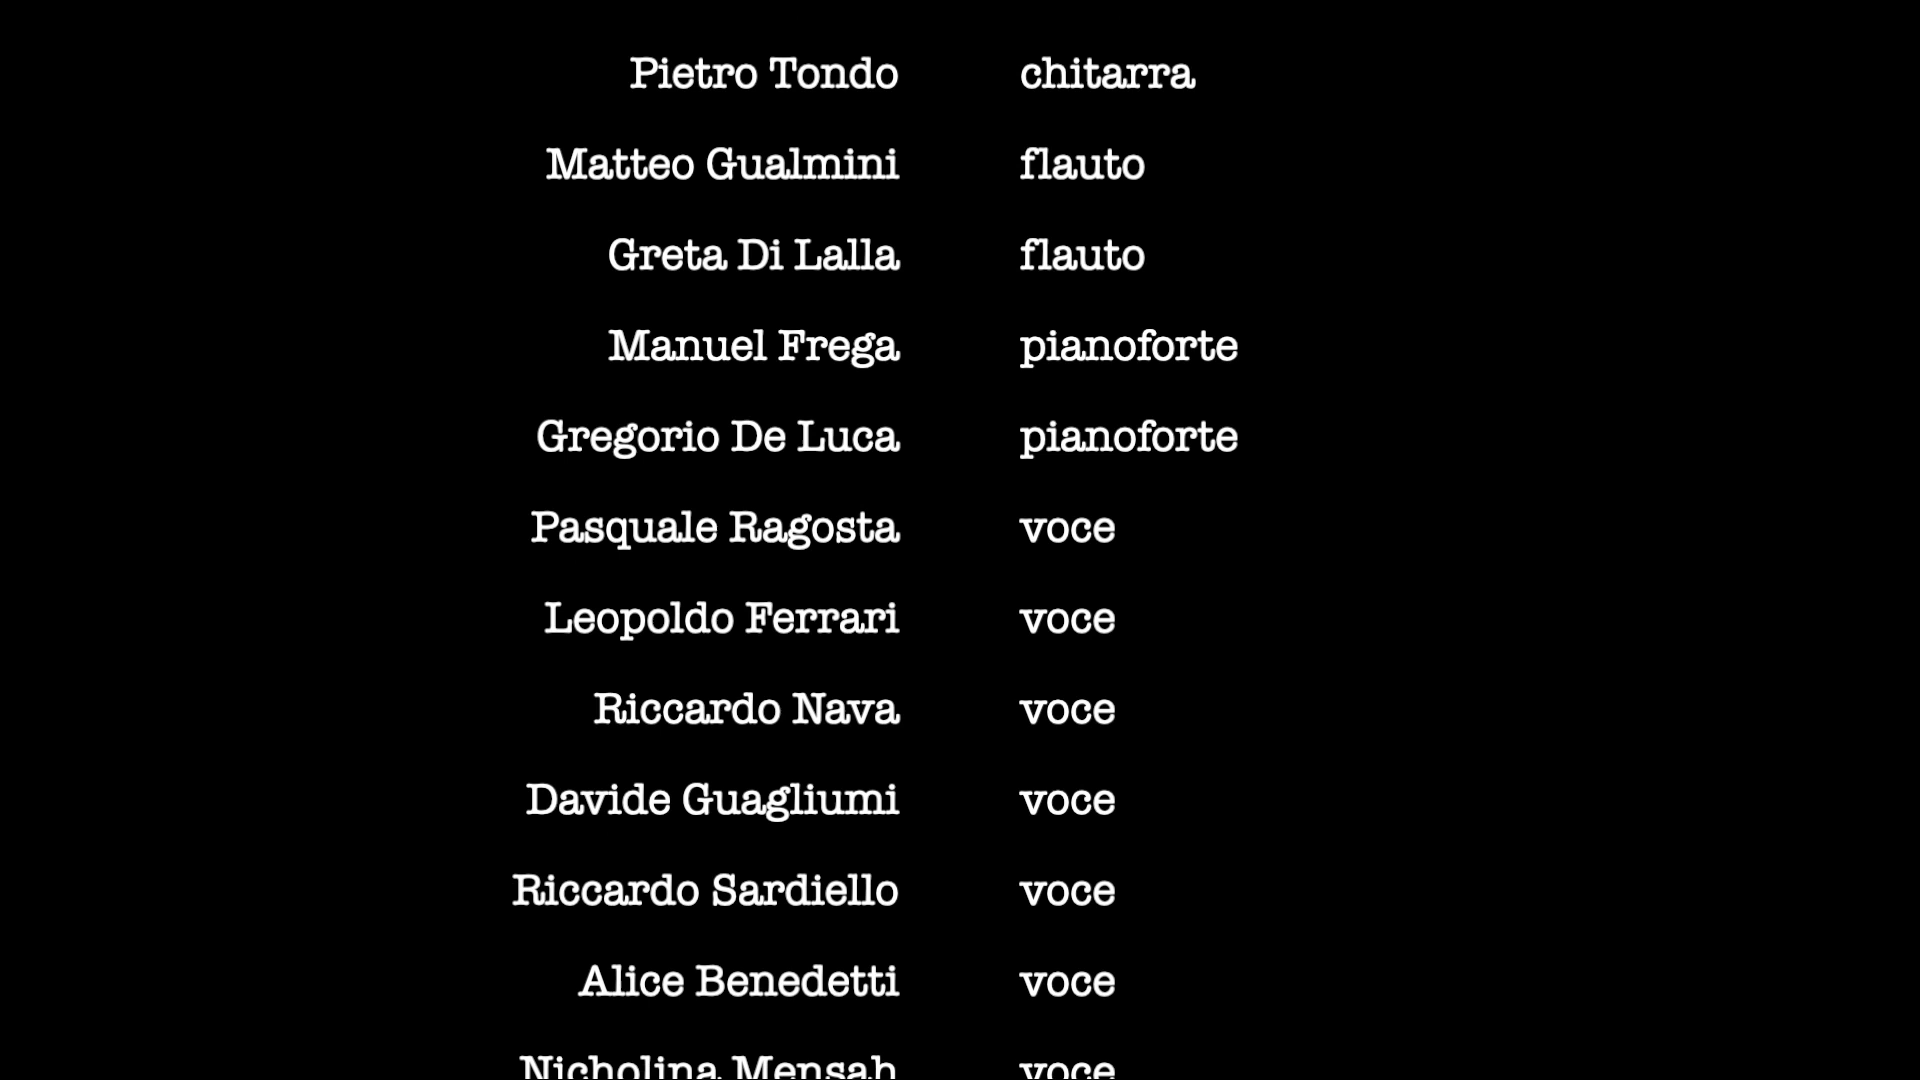 Pietro Tondo chitarra
Matteo Gualmini flauto
Greta Di Lalla flauto
Manuel Frega pianoforte
Gregorio De Luca pianoforte
Pasquale Ragosta voce
Leopoldo Ferrari voce
Riccardo Nava voce
Davide Guagliumi voce
Riccardo Sardiello voce
Alice Benedetti voce
Nicholina Mensah voce